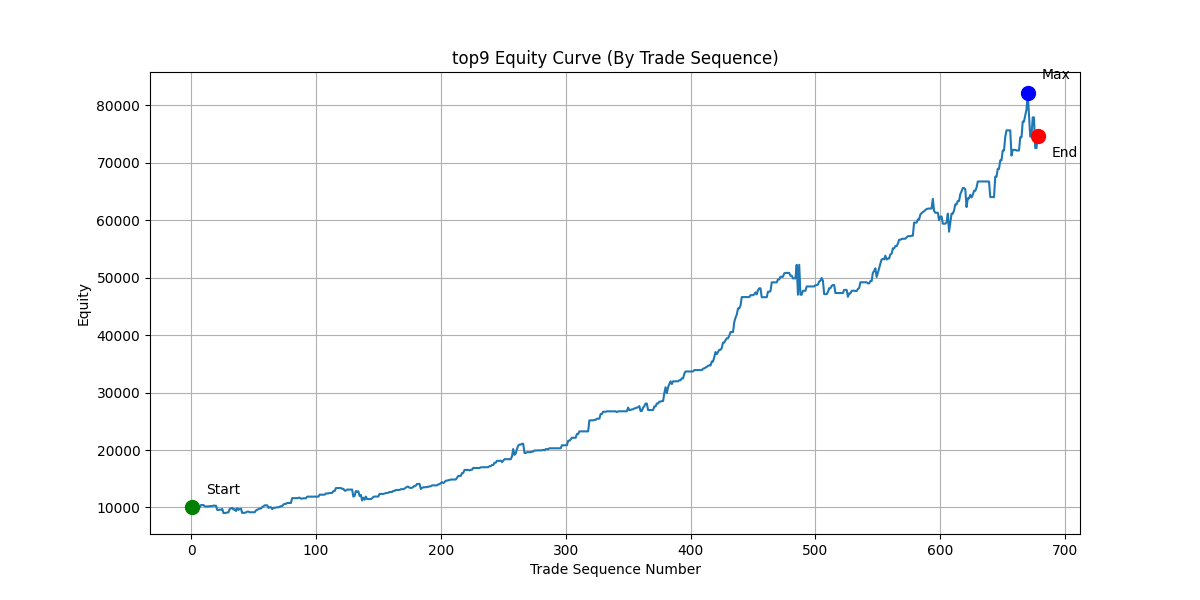 top9 Equity Curve (By Trade Sequence)
Max
80000
End
70000
60000
50000
Equity
40000
30000
20000
Start
10000
0 100 200 300 400 500 600 700
Trade Sequence Number